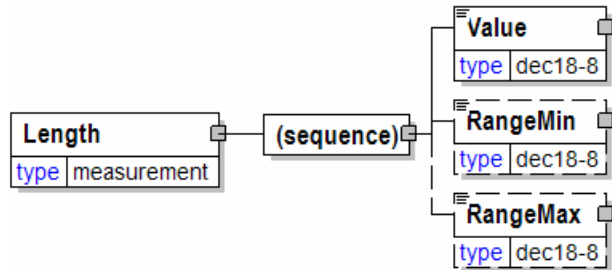 Value
type dec18-8
Length
type measurement
(sequence)
RangeMin
type dec18-8
RangeMax
type dec18-8